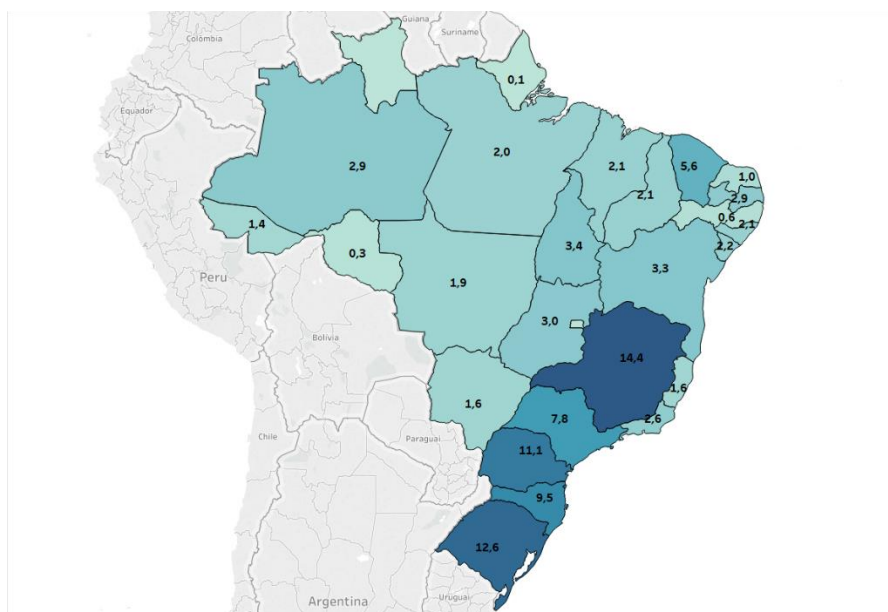 Guiana
Suriname
Colômbia
0,1
Equador
2,9
2,0
2,1
5,6
1,0
2,1
2,9
0,6
1,4
2,1
3,4
2,2
0,3
3,3
Peru
1,9
3,0
Bolívia
14,4
1,6
1,6
7,8
2,6
Chile
Paraguai
11,1
9,5
12,6
Argentina
Uruguai